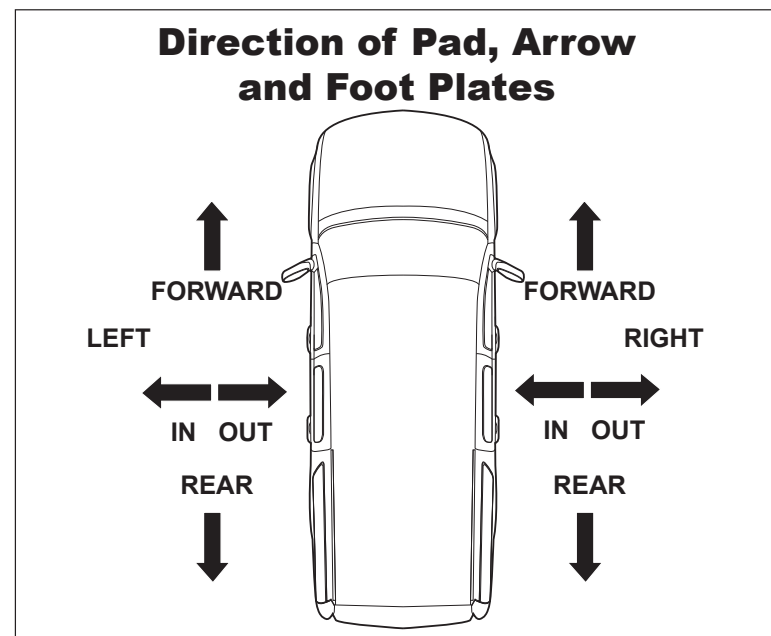 Direction of Pad, Arrow
and Foot Plates
FORWARD
FORWARD
LEFT
RIGHT
IN OUT
IN OUT
REAR
REAR